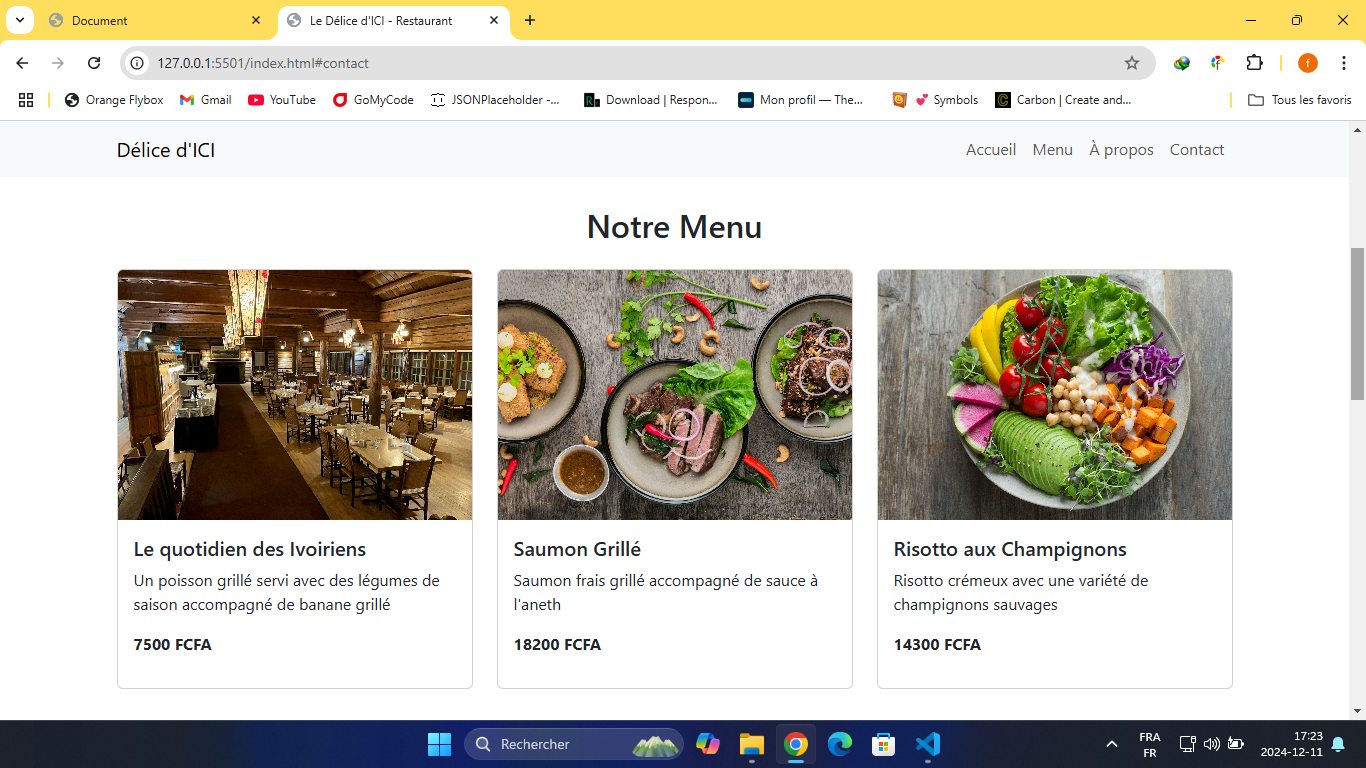 Document
Le Délice d'ICI - Restaurant
127.0.0.1:5501/index.html#contact
f
Orange Flybox
Gmail
YouTube
GoMyCode
JSONPlaceholder -...
Download | Respon...
Mon profil — The...
Symbols
Carbon | Create and...
Tous les favoris
Délice d'ICI
Accueil
Menu
À propos
Contact
Notre Menu
Le quotidien des Ivoiriens
Un poisson grillé servi avec des légumes de
saison accompagné de banane grillé
7500 FCFA
Saumon Grillé
Saumon frais grillé accompagné de sauce à
l'aneth
18200 FCFA
Risotto aux Champignons
Risotto crémeux avec une variété de
champignons sauvages
14300 FCFA
Rechercher
FRA
FR
17:23
2024-12-11